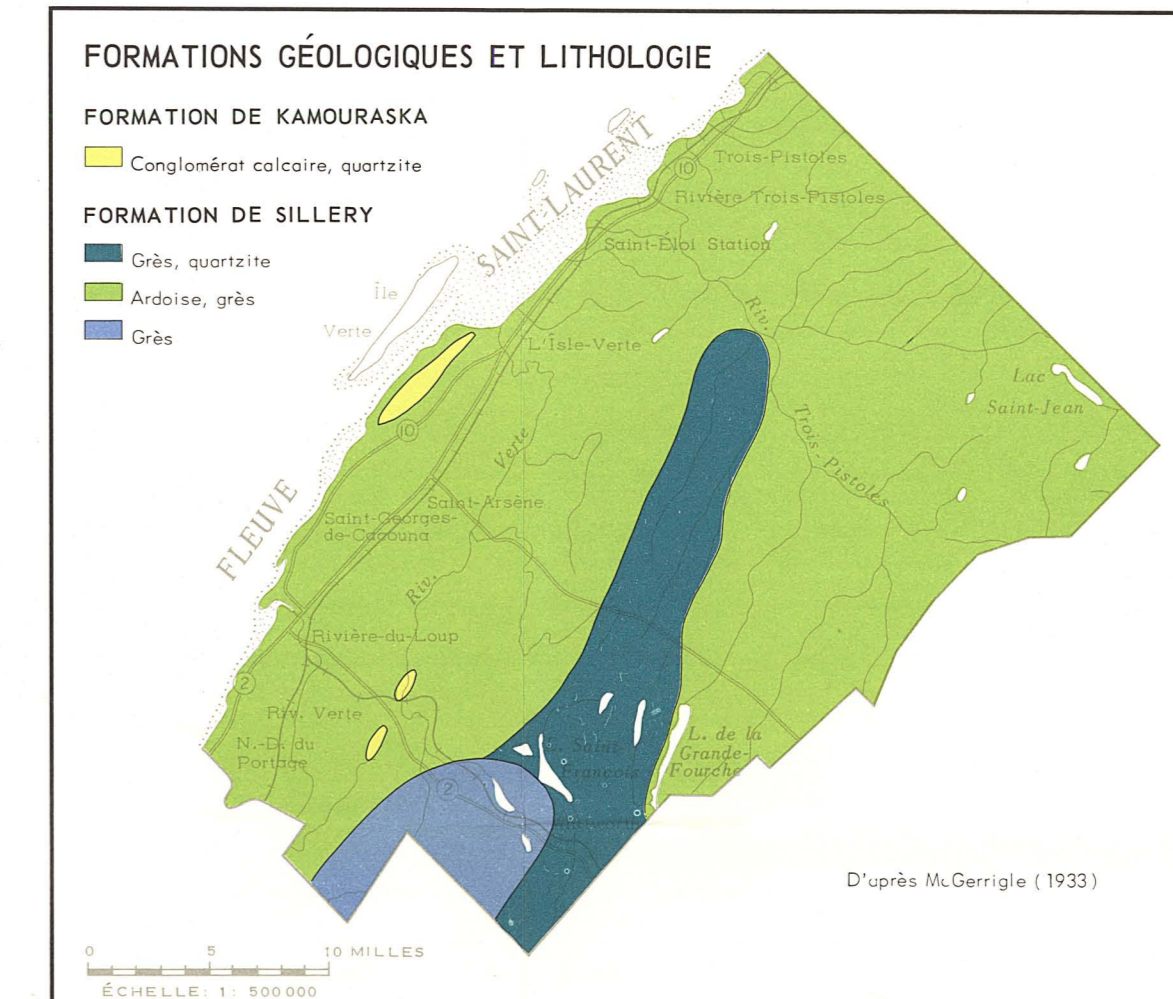 FORMATIONS GÉOLOGIQUES ET LITHOLOGIE
FORMATION DE KAMOURASKA
Conglomérat calcaire, quartzite
FORMATION DE SILLERY
Grès, quartzite
Ardoise, grès
Grès
FLEUVE
SAINT-LAURENT
Île
Verte
10
Trois-Pistoles
Rivière Trois-Pistoles
Saint-Éloi Station
L'Isle-Verte
Riv.
Trois-Pistoles
Lac
Saint-Jean
10
Riv.
Verte
Saint-Arsène
Saint-Georges-
de-Cacouna
Rivière-du-Loup
2
Riv. Verte
N.-D. du
Portage
2
L. Saint-
François
L. de la
Grande-
Fourche
D'après McGerrigle (1933)
0 5 10 MILLES
ÉCHELLE: 1: 500000